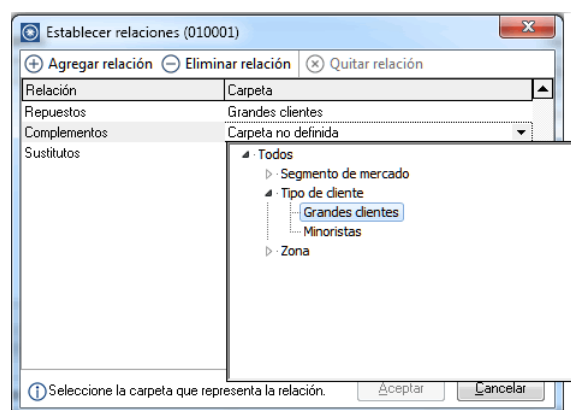 Establecer relaciones (010001)
Agregar relación Eliminar relación Quitar relación
Relación Carpeta
Repuestos Grandes clientes
Complementos Carpeta no definida
Sustitutos
Todos
Segmento de mercado
Tipo de cliente
Grandes clientes
Minoristas
Zona
Seleccione la carpeta que representa la relación. Aceptar Cancelar